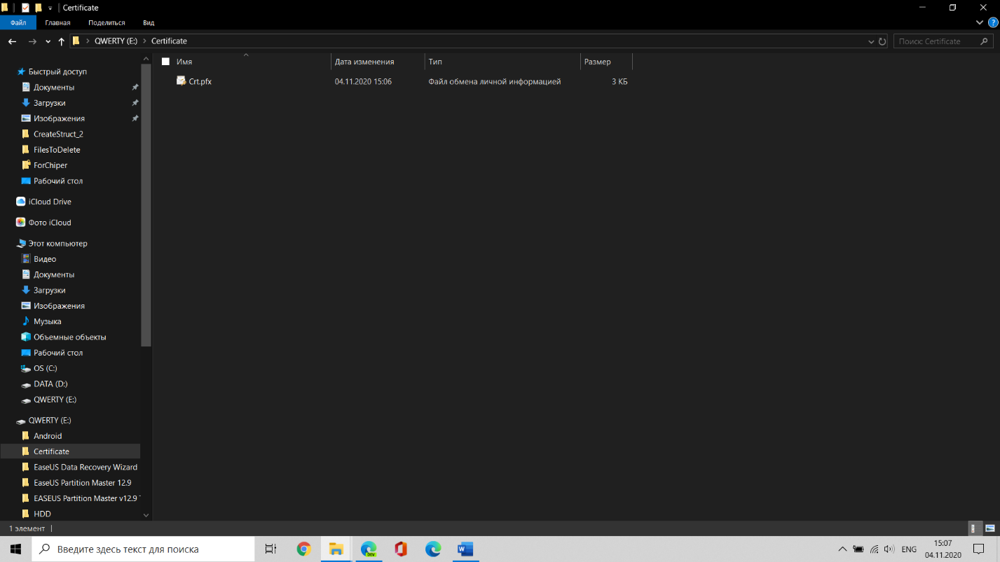 Certificate
Файл Главная Поделиться Вид
QWERTY (E:) Certificate Поиск: Certificate
Имя Дата изменения Тип Размер
Crt.pfx 04.11.2020 15:06 Файл обмена личной информацией 3 КБ
Быстрый доступ
Документы
Загрузки
Изображения
CreateStruct_2
FilesToDelete
ForChiper
Рабочий стол
iCloud Drive
Фото iCloud
Этот компьютер
Видео
Документы
Загрузки
Изображения
Музыка
Объемные объекты
Рабочий стол
OS (C:)
DATA (D:)
QWERTY (E:)
QWERTY (E:)
Android
Certificate
EaseUS Data Recovery Wizard
EaseUS Partition Master 12.9
EASEUS Partition Master v12.9
HDD
1 элемент
Введите здесь текст для поиска DEV ENG 15:07
04.11.2020